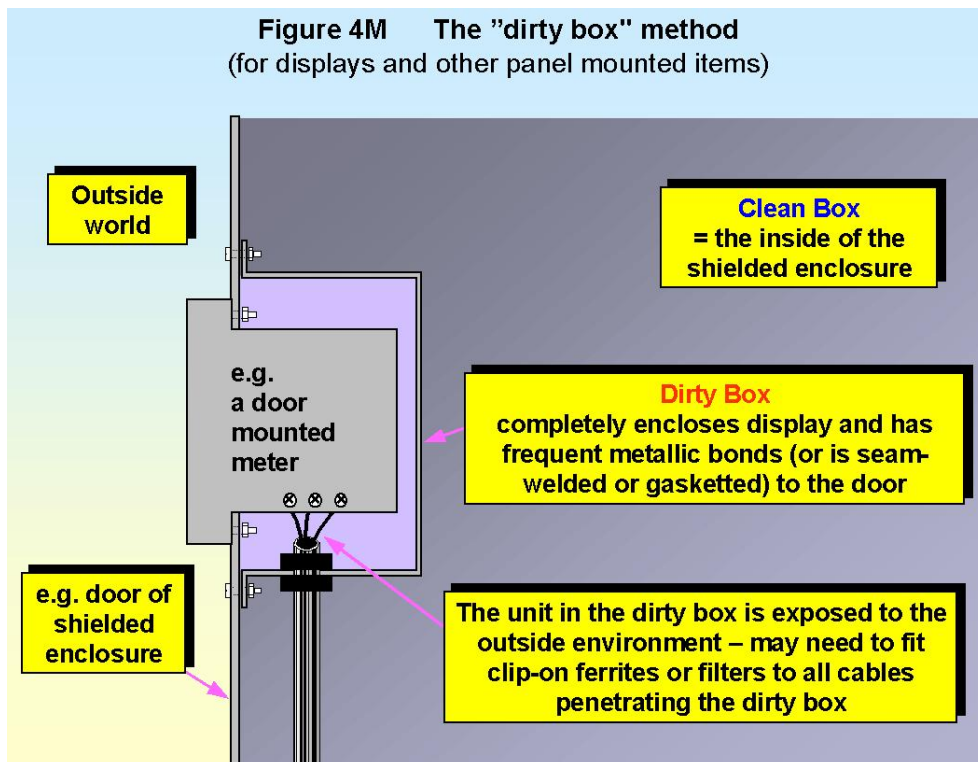 Figure 4M The ”dirty box" method
(for displays and other panel mounted items)
Outside
world
Clean Box
= the inside of the
shielded enclosure
e.g.
a door
mounted
meter
Dirty Box
completely encloses display and has
frequent metallic bonds (or is seam-
welded or gasketted) to the door
e.g. door of
shielded
enclosure
The unit in the dirty box is exposed to the
outside environment – may need to fit
clip-on ferrites or filters to all cables
penetrating the dirty box